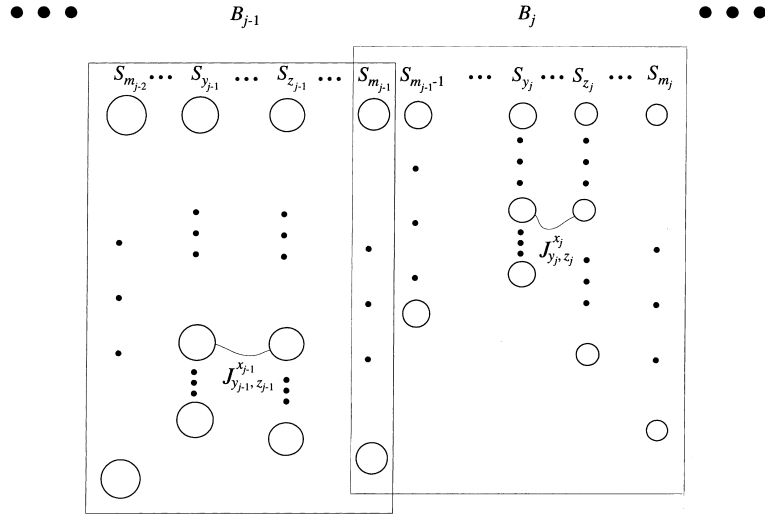 ● ● ● B_{j-1} B_j ● ● ●
S_{m_{j-2}} ••• S_{y_{j-1}} ••• S_{z_{j-1}} ••• S_{m_{j-1}} S_{m_{j-1}-1} ••• S_{y_j} ••• S_{z_j} ••• S_{m_j}
J^{x_j}_{y_j, z_j}
J^{x_{j-1}}_{y_{j-1}, z_{j-1}}